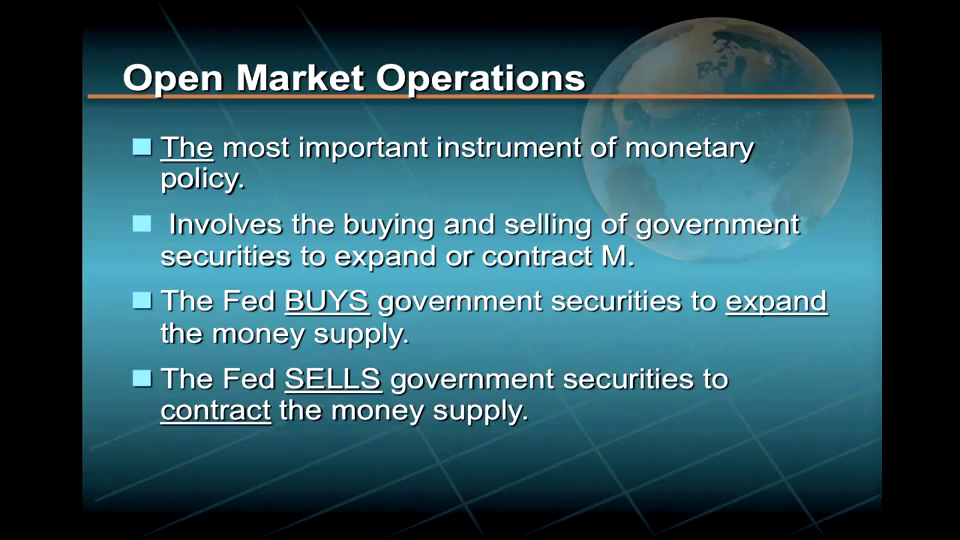 Open Market Operations
The most important instrument of monetary
policy.
Involves the buying and selling of government
securities to expand or contract M.
The Fed BUYS government securities to expand
the money supply.
The Fed SELLS government securities to
contract the money supply.